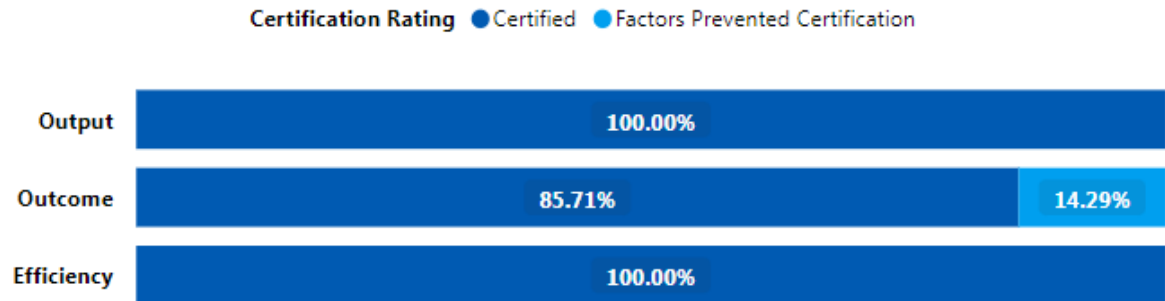 Certification Rating Certified Factors Prevented Certification
Output 100.00%
Outcome 85.71% 14.29%
Efficiency 100.00%